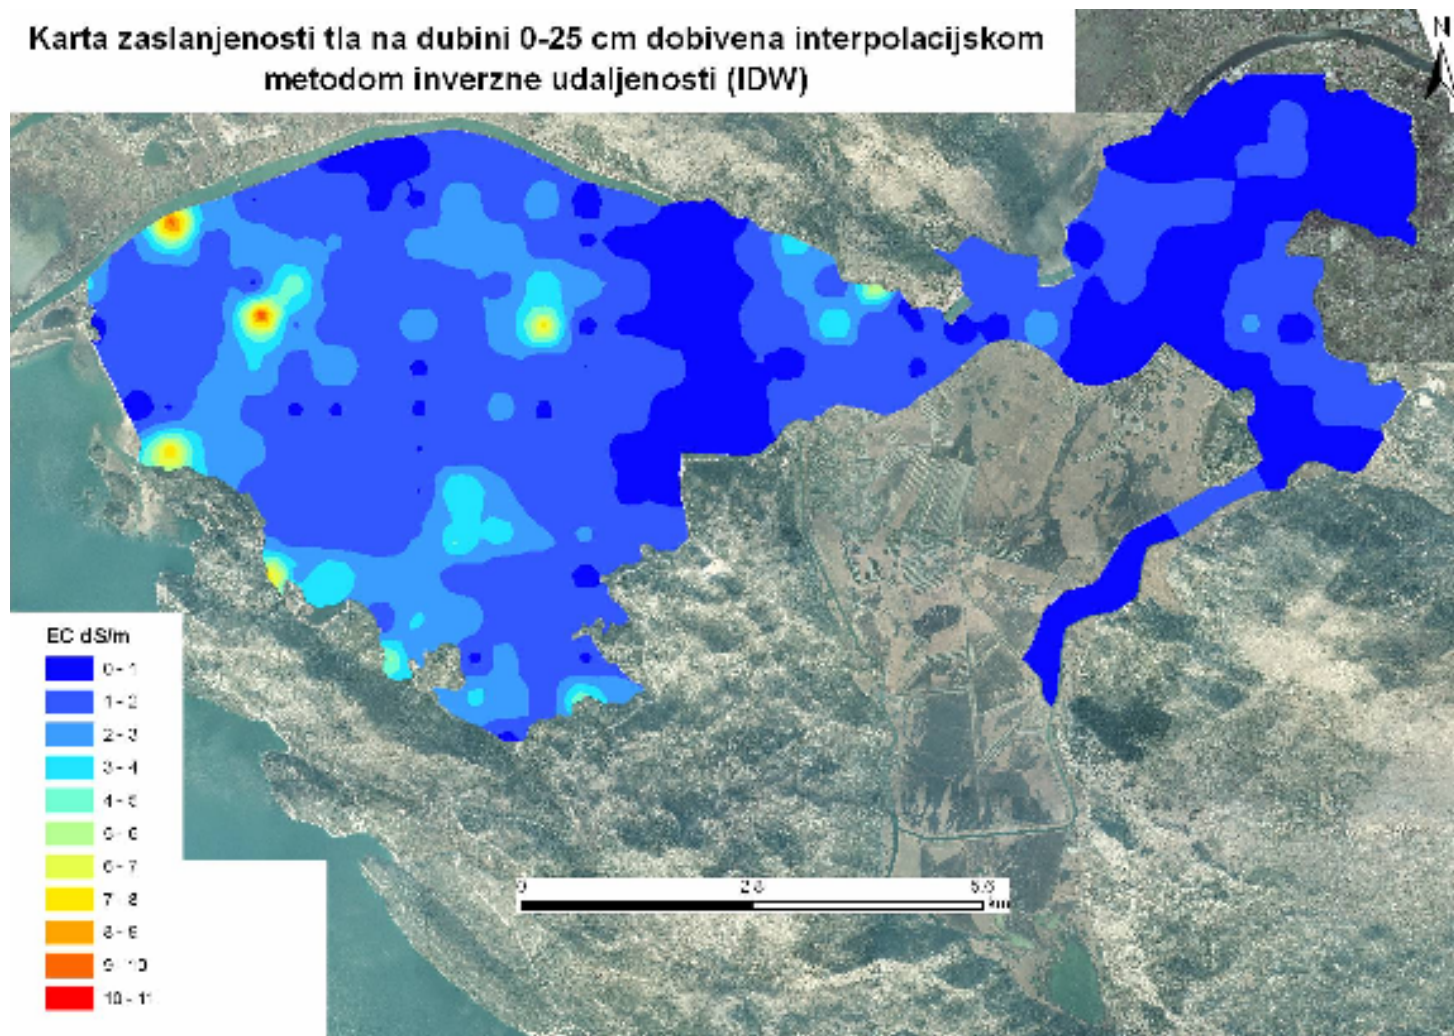 Karta zaslanjenosti tla na dubini 0-25 cm dobivena interpolacijskom
metodom inverzne udaljenosti (IDW)
N
EC dS/m
0 - 1
1 - 2
2 - 3
3 - 4
4 - 5
5 - 6
6 - 7
7 - 8
8 - 9
9 - 10
10 - 11
0 2.8 5.6
km